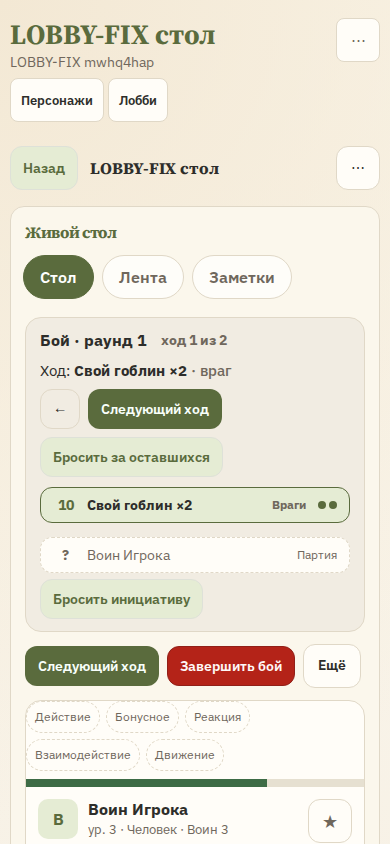 LOBBY-FIX стол
...
LOBBY-FIX mwhq4hap
Персонажи Лобби
Назад LOBBY-FIX стол ...
Живой стол
Стол Лента Заметки
Бой · раунд 1 ход 1 из 2
Ход: Свой гоблин ×2 · враг
← Следующий ход
Бросить за оставшихся
10 Свой гоблин ×2 Враги
? Воин Игрока Партия
Бросить инициативу
Следующий ход Завершить бой Ещё
Действие Бонусное Реакция
Взаимодействие Движение
В Воин Игрока ★
ур. 3 · Человек · Воин 3